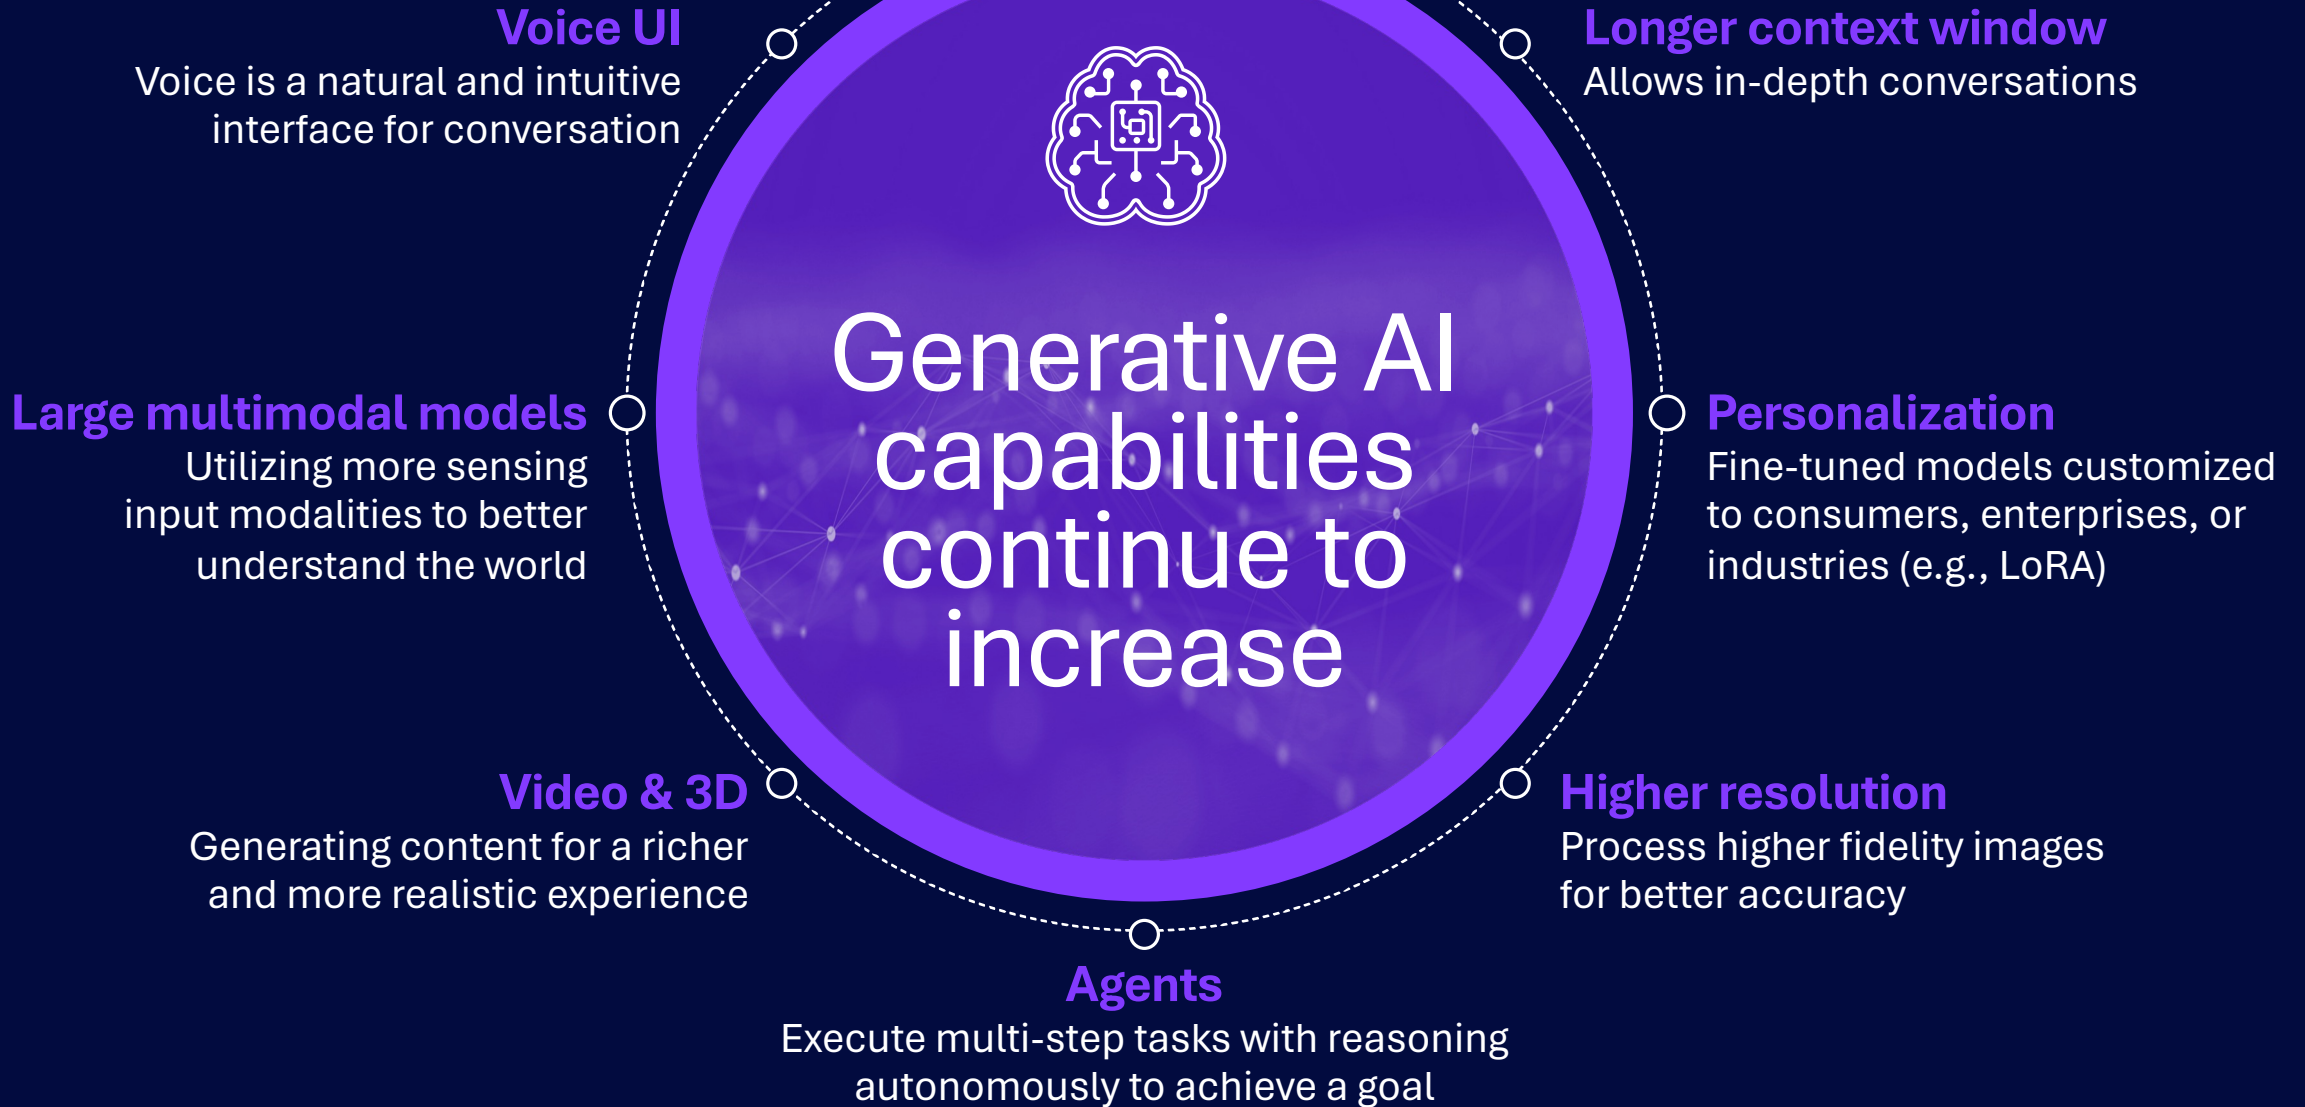 Voice UI
Voice is a natural and intuitive
interface for conversation
Longer context window
Allows in-depth conversations
Generative AI
capabilities
continue to
increase
Large multimodal models
Utilizing more sensing
input modalities to better
understand the world
Personalization
Fine-tuned models customized
to consumers, enterprises, or
industries (e.g., LoRA)
Video & 3D
Generating content for a richer
and more realistic experience
Higher resolution
Process higher fidelity images
for better accuracy
Agents
Execute multi-step tasks with reasoning
autonomously to achieve a goal